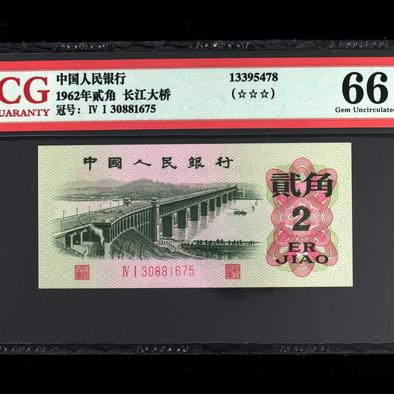 CG
UARANTY
中国人民银行
1962年贰角 长江大桥
冠号: IV I 30881675
13395478
(☆☆☆)
66
Gem Uncirculated
中國人民銀行
貳角
2
ER
JIAO
IV I 30881675